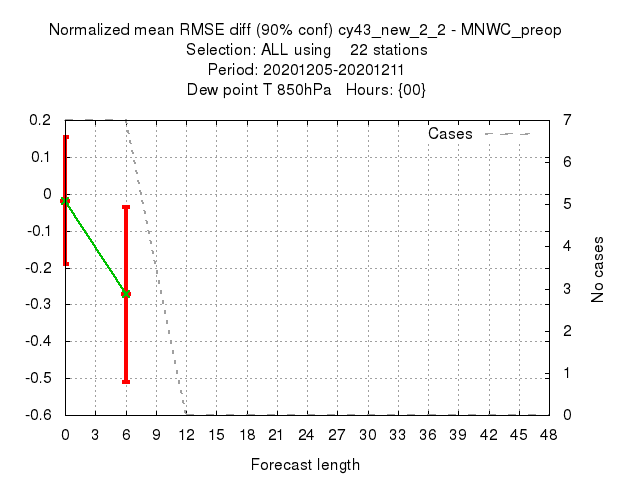 Normalized mean RMSE diff (90% conf) cy43_new_2_2 - MNWC_preop
Selection: ALL using 22 stations
Period: 20201205-20201211
Dew point T 850hPa Hours: {00}
Cases
0.2
0.1
0
-0.1
-0.2
-0.3
-0.4
-0.5
-0.6
7
6
5
4
3
2
1
0
No cases
0 3 6 9 12 15 18 21 24 27 30 33 36 39 42 45 48
Forecast length